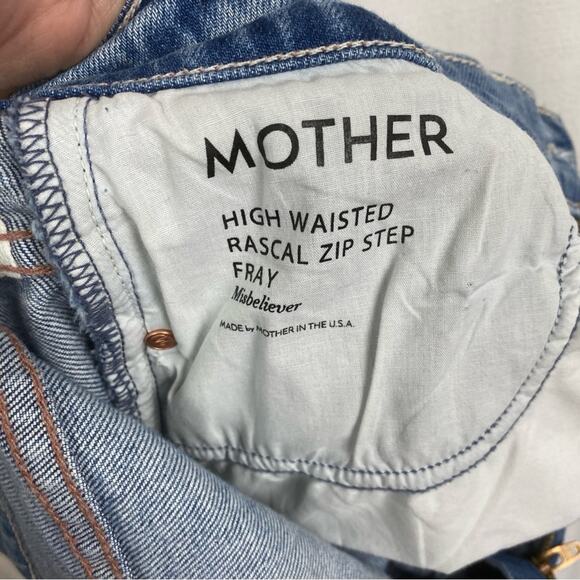 MOTHER
HIGH WAISTED
RASCAL ZIP STEP
FRAY
Misbeliever
MADE by MOTHER IN THE U.S.A.